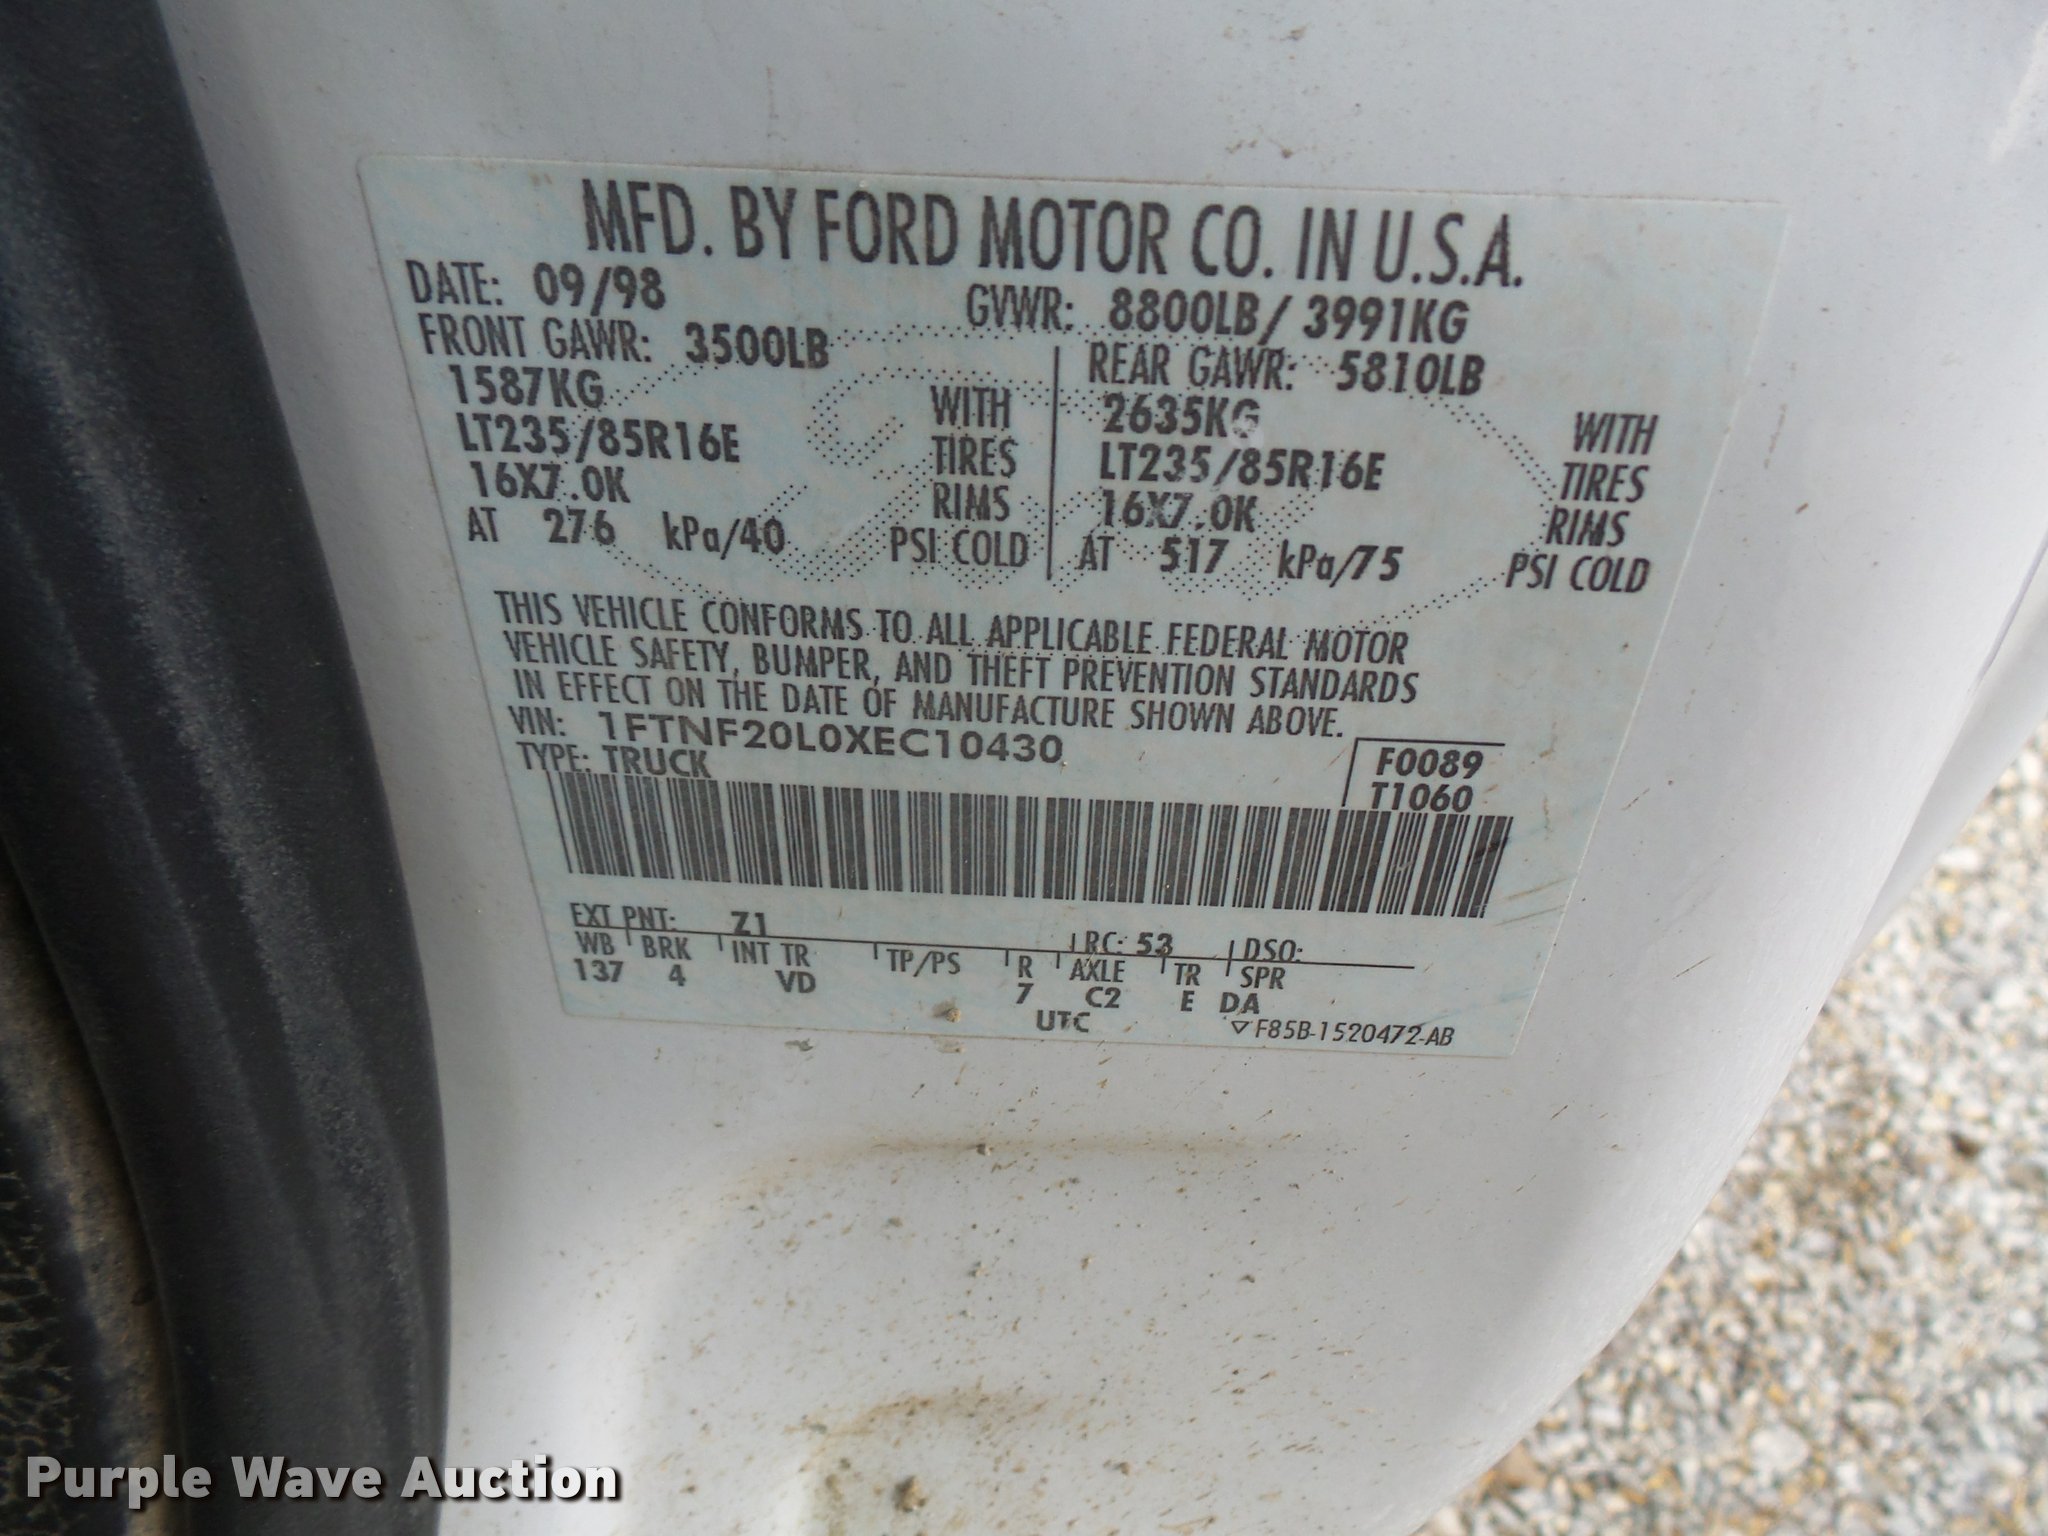 MFD. BY FORD MOTOR CO. IN U.S.A.
DATE: 09/98 GVWR: 8800LB/ 3991KG
FRONT GAWR: 3500LB REAR GAWR: 5810LB
1587KG WITH 2635KG WITH
LT235/85R16E TIRES LT235/85R16E TIRES
16X7.0K RIMS 16X7.0K RIMS
AT 276 kPa/40 PSI COLD AT 517 kPa/75 PSI COLD
THIS VEHICLE CONFORMS TO ALL APPLICABLE FEDERAL MOTOR
VEHICLE SAFETY, BUMPER, AND THEFT PREVENTION STANDARDS
IN EFFECT ON THE DATE OF MANUFACTURE SHOWN ABOVE.
VIN: 1FTNF20L0XEC10430
TYPE: TRUCK
F0089
T1060
EXT PNT: Z1 RC: 53 DSO:
WB BRK INT TR TP/PS R AXLE TR SPR
137 4 VD 7 C2 E DA
UTC
F85B-1520472-AB
Purple Wave Auction